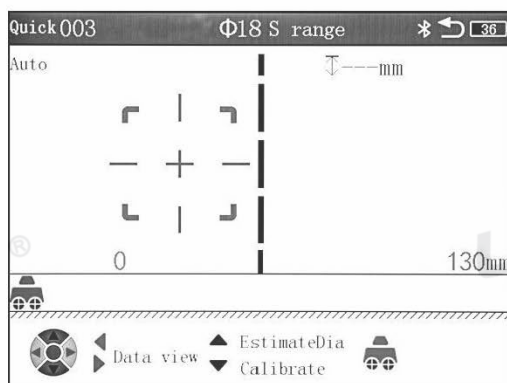 Quick 003 Φ18 S range 36
Auto ---mm
0 130mm
Data view EstimateDia
Calibrate